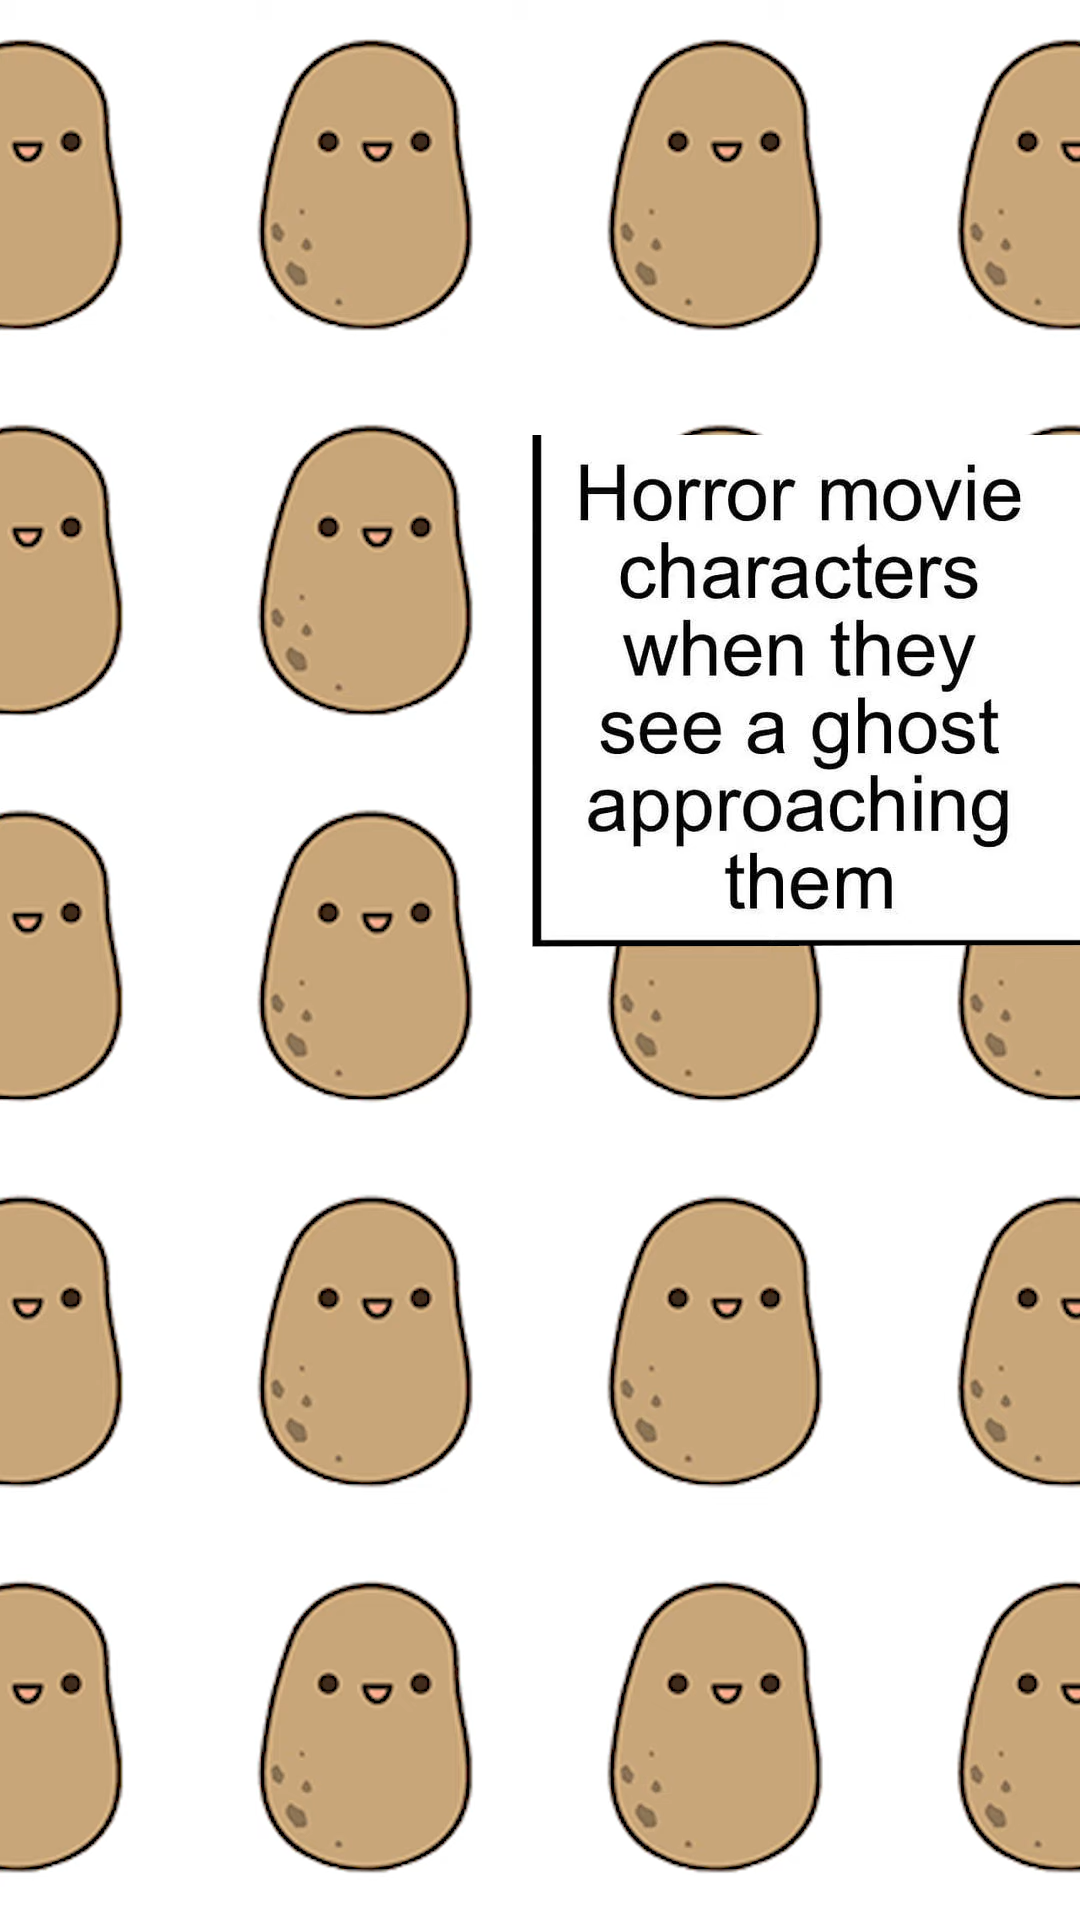 Horror movie
characters
when they
see a ghost
approaching
them